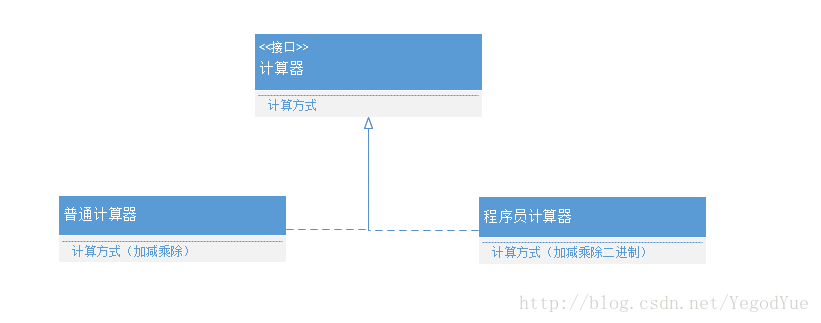 <<接口>>
计算器
计算方式
普通计算器
计算方式（加减乘除）
程序员计算器
计算方式（加减乘除二进制）
http://blog.csdn.net/YegodYue